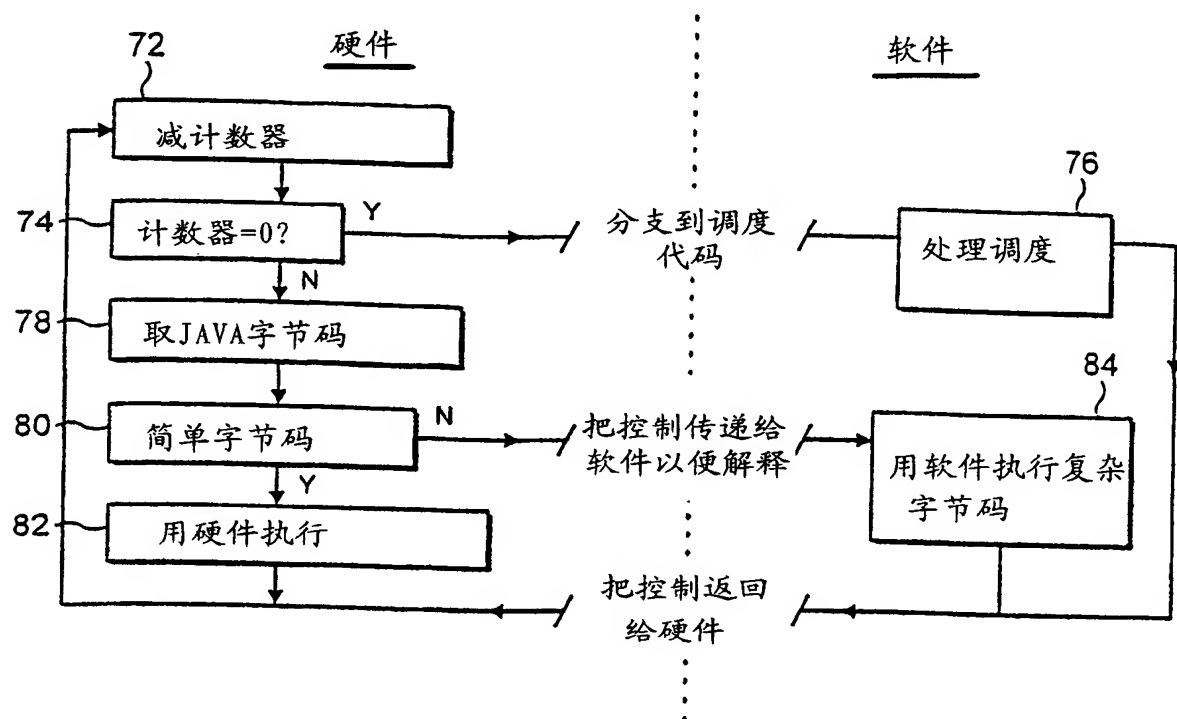 72
硬件
软件
减计数器
76
74
计数器=0?
Y
分支到调度
代码
处理调度
N
78
取JAVA字节码
84
80
简单字节码
N
把控制传递给
软件以便解释
用软件执行复杂
字节码
Y
82
用硬件执行
把控制返回
给硬件